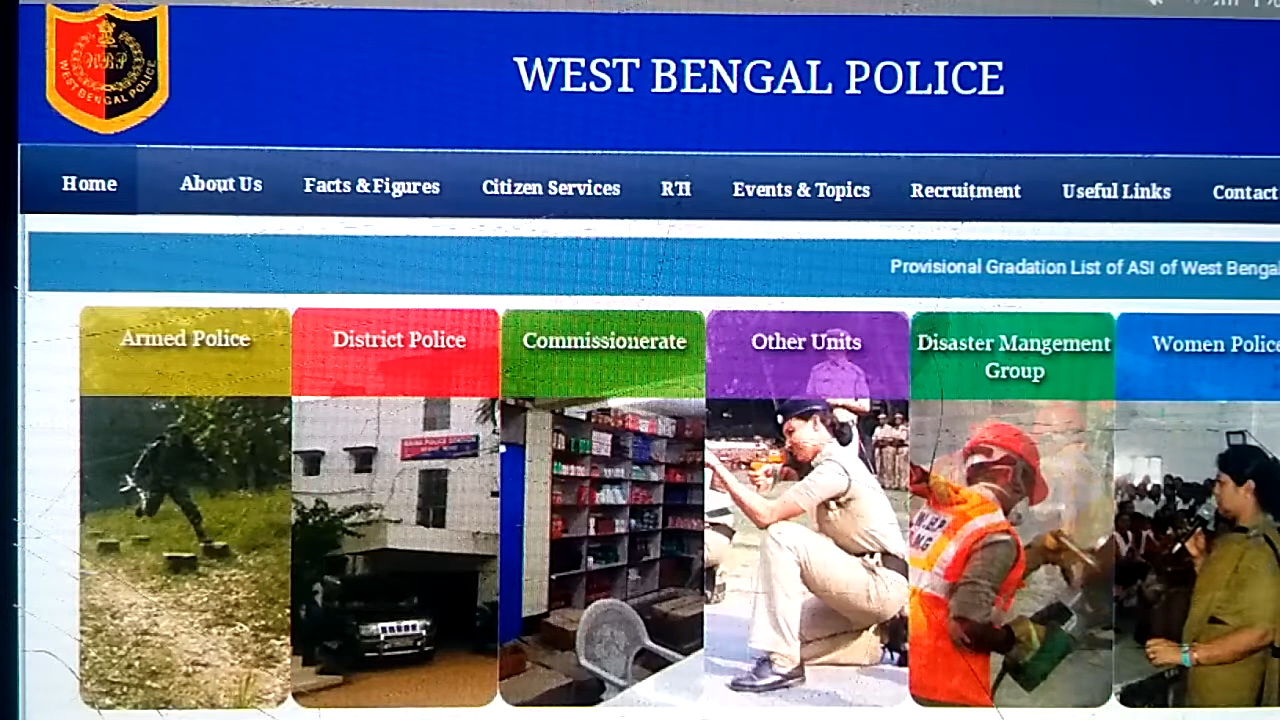 WBP
WEST BENGAL POLICE
WEST BENGAL POLICE
Home About Us Facts & Figures Citizen Services RTI Events & Topics Recruitment Useful Links Contact
Provisional Gradation List of ASI of West Bengal
Armed Police
District Police
Commissionerate
Other Units
Disaster Mangement
Group
Women Police